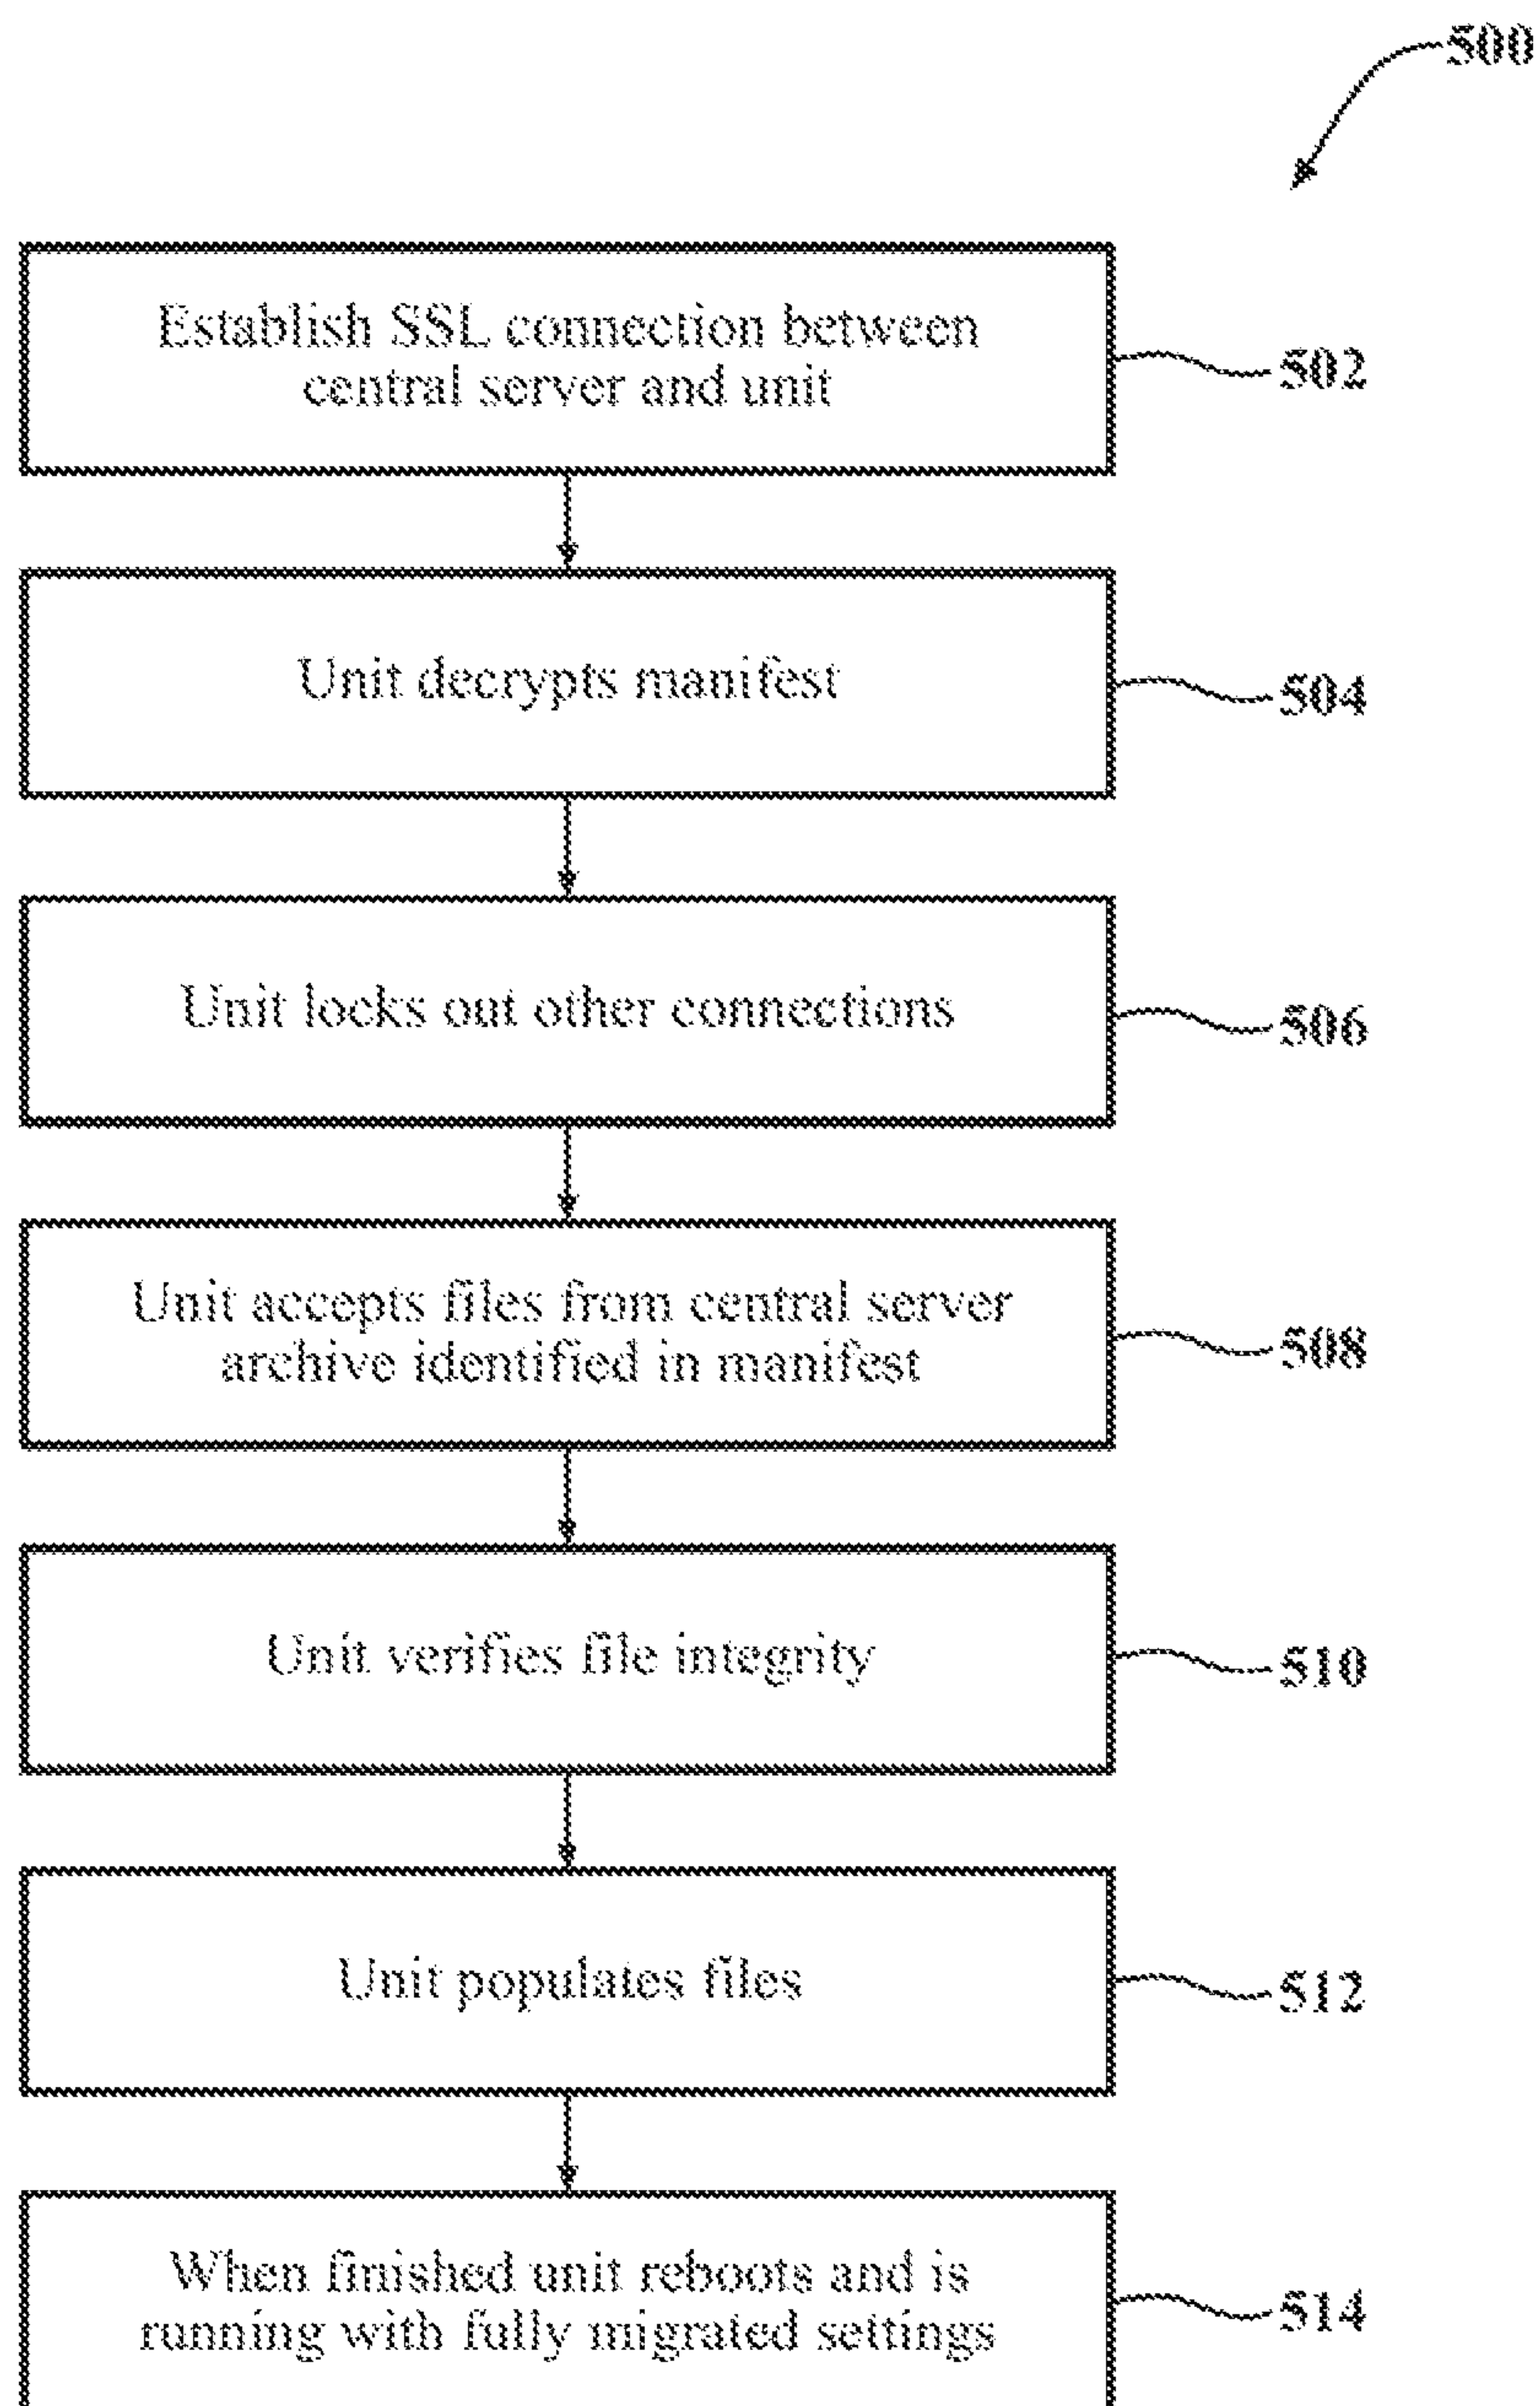 500
Establish SSL connection between
central server and unit
502
Unit decrypts manifest
504
Unit locks out other connections
506
Unit accepts files from central server
archive identified in manifest
508
Unit verifies file integrity
510
Unit populates files
512
When finished unit reboots and is
running with fully migrated settings
514